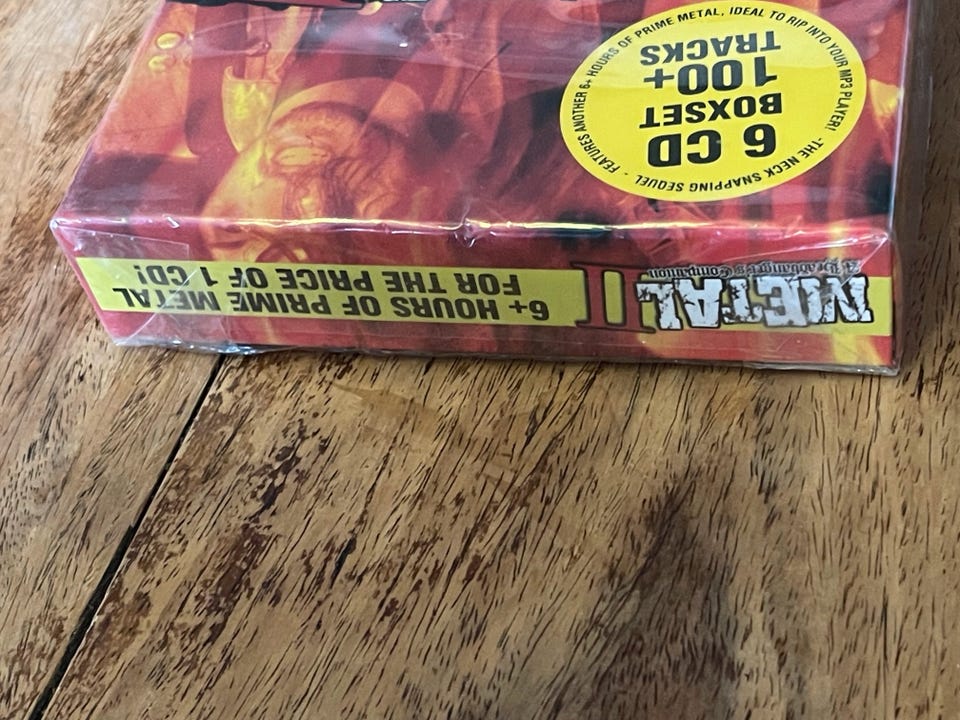 METAL II
A Headbanger's Companion
6+ HOURS OF PRIME METAL
FOR THE PRICE OF 1 CD!
6 CD
BOXSET
100+
TRACKS
-THE NECK SNAPPING SEQUEL - FEATURES ANOTHER 6+ HOURS OF PRIME METAL, IDEAL TO RIP INTO YOUR MP3 PLAYER!